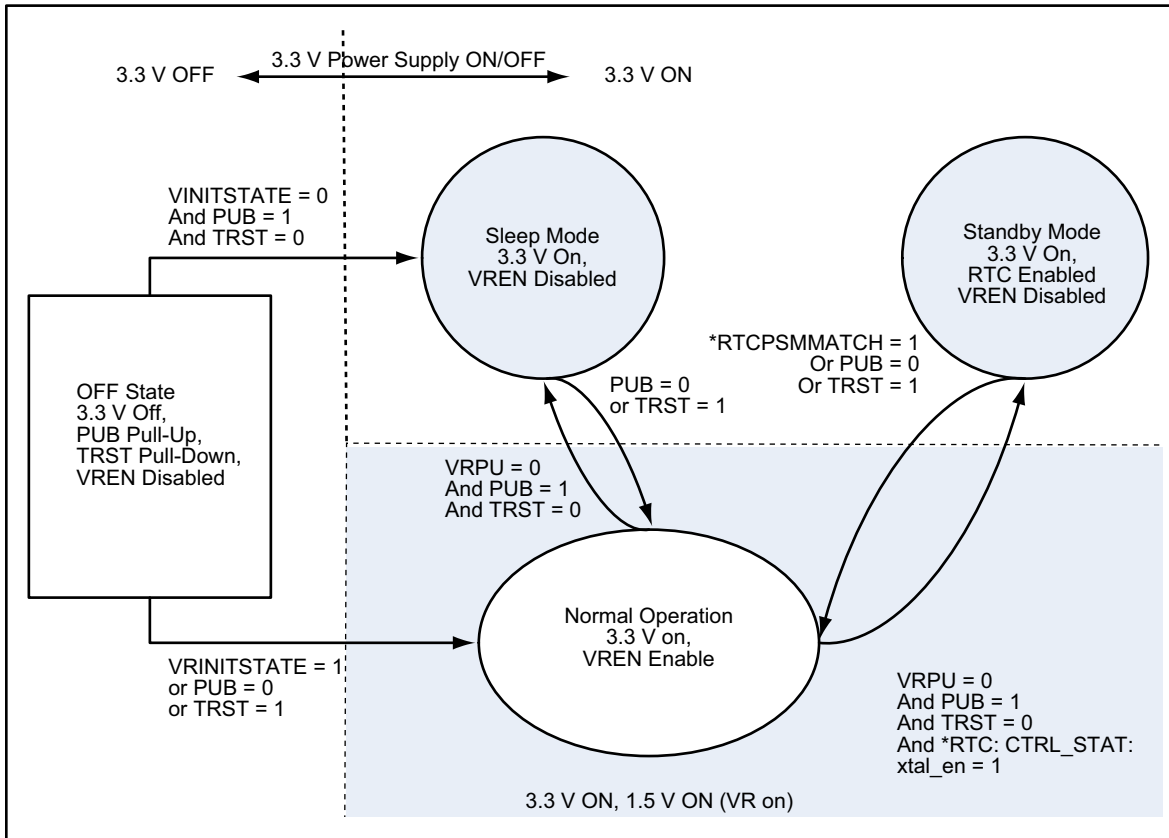 3.3 V Power Supply ON/OFF
3.3 V OFF
3.3 V ON
VINITSTATE = 0
And PUB = 1
And TRST = 0
Sleep Mode
3.3 V On,
VREN Disabled
Standby Mode
3.3 V On,
RTC Enabled
VREN Disabled
*RTCPSMMATCH = 1
Or PUB = 0
Or TRST = 1
PUB = 0
or TRST = 1
OFF State
3.3 V Off,
PUB Pull-Up,
TRST Pull-Down,
VREN Disabled
VRPU = 0
And PUB = 1
And TRST = 0
Normal Operation
3.3 V on,
VREN Enable
VRINITSTATE = 1
or PUB = 0
or TRST = 1
VRPU = 0
And PUB = 1
And TRST = 0
And *RTC: CTRL_STAT:
xtal_en = 1
3.3 V ON, 1.5 V ON (VR on)